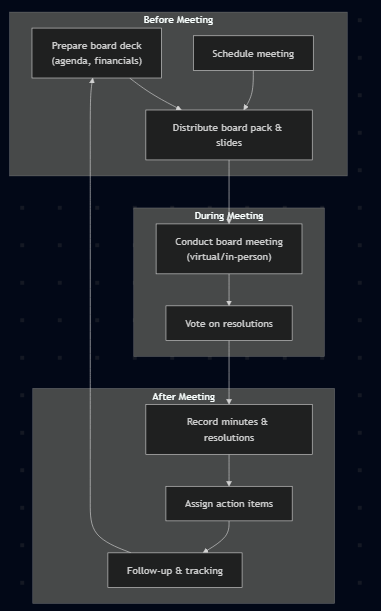 Before Meeting
Prepare board deck
(agenda, financials)
Schedule meeting
Distribute board pack &
slides
During Meeting
Conduct board meeting
(virtual/in-person)
Vote on resolutions
After Meeting
Record minutes &
resolutions
Assign action items
Follow-up & tracking